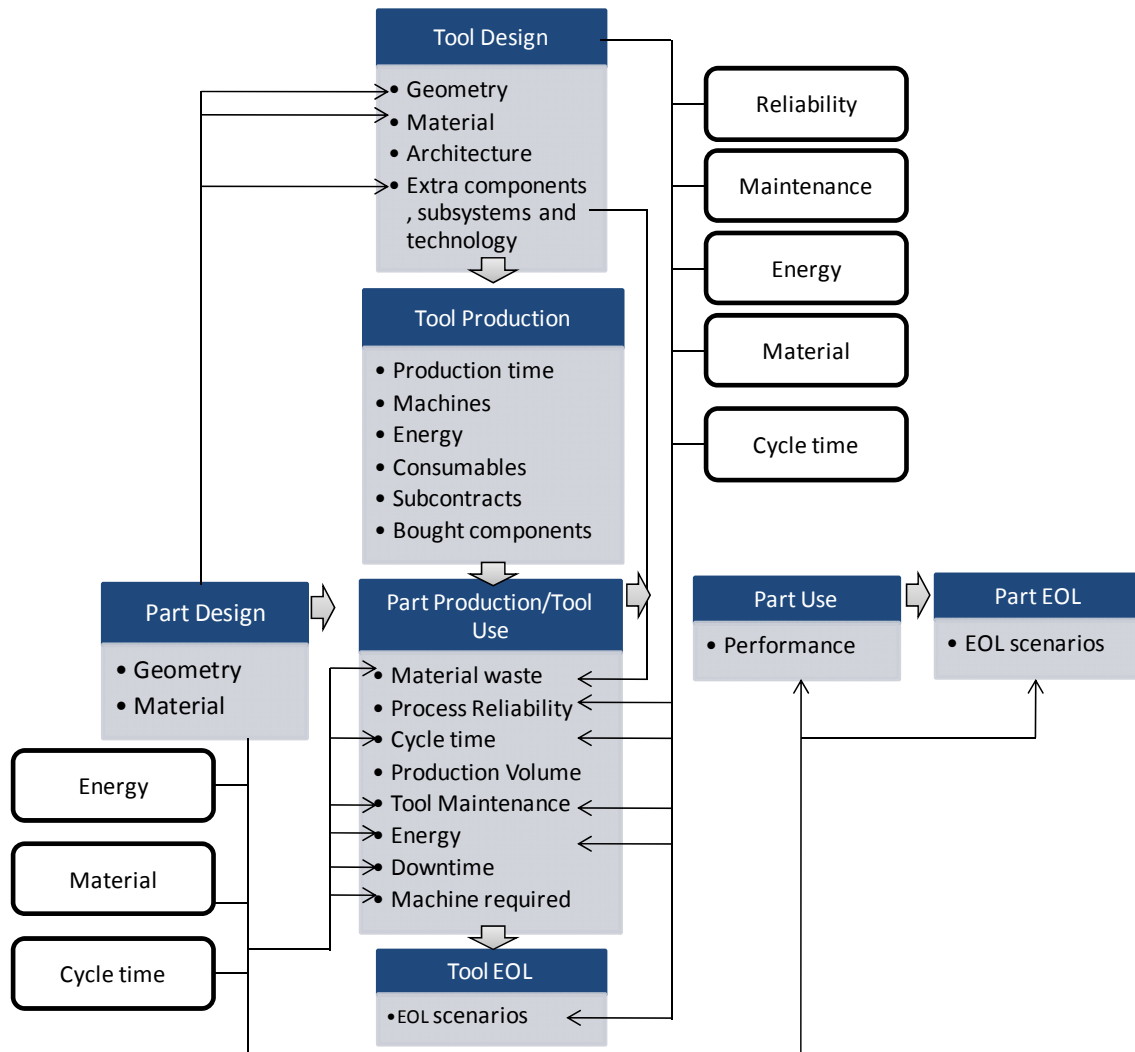 Tool Design
• Geometry
• Material
• Architecture
• Extra components
, subsystems and
technology
Reliability
Maintenance
Energy
Material
Cycle time
Tool Production
• Production time
• Machines
• Energy
• Consumables
• Subcontracts
• Bought components
Part Design
• Geometry
• Material
Part Production/Tool
Use
• Material waste
• Process Reliability
• Cycle time
• Production Volume
• Tool Maintenance
• Energy
• Downtime
• Machine required
Part Use
• Performance
Part EOL
• EOL scenarios
Energy
Material
Cycle time
Tool EOL
• EOL scenarios